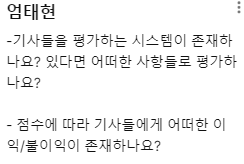 엄태현
-기사들을 평가하는 시스템이 존재하
나요? 있다면 어떠한 사항들로 평가하
나요?
- 점수에 따라 기사들에게 어떠한 이
익/불이익이 존재하나요?